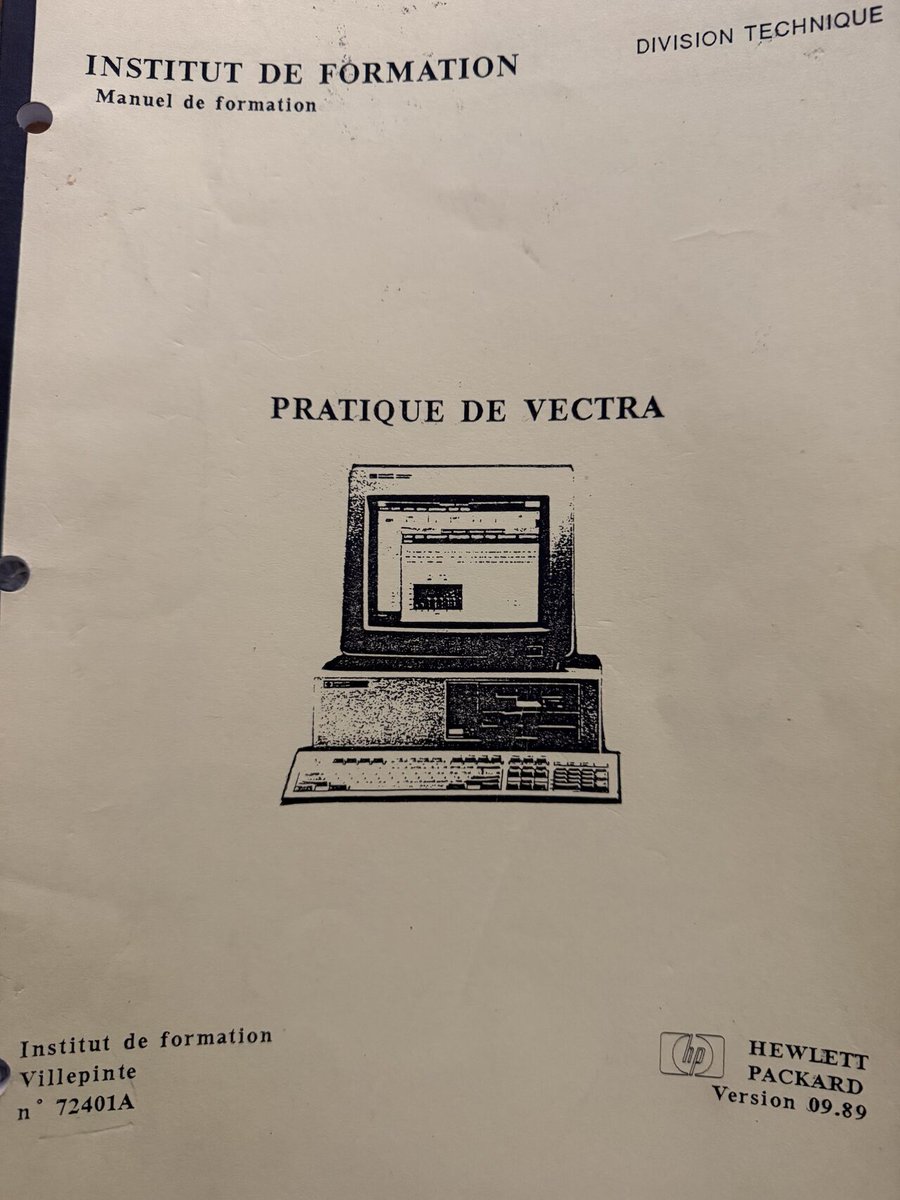 DIVISION TECHNIQUE
INSTITUT DE FORMATION
Manuel de formation
PRATIQUE DE VECTRA
Institut de formation
Villepinte
n° 72401A
hp
HEWLETT
PACKARD
Version 09.89